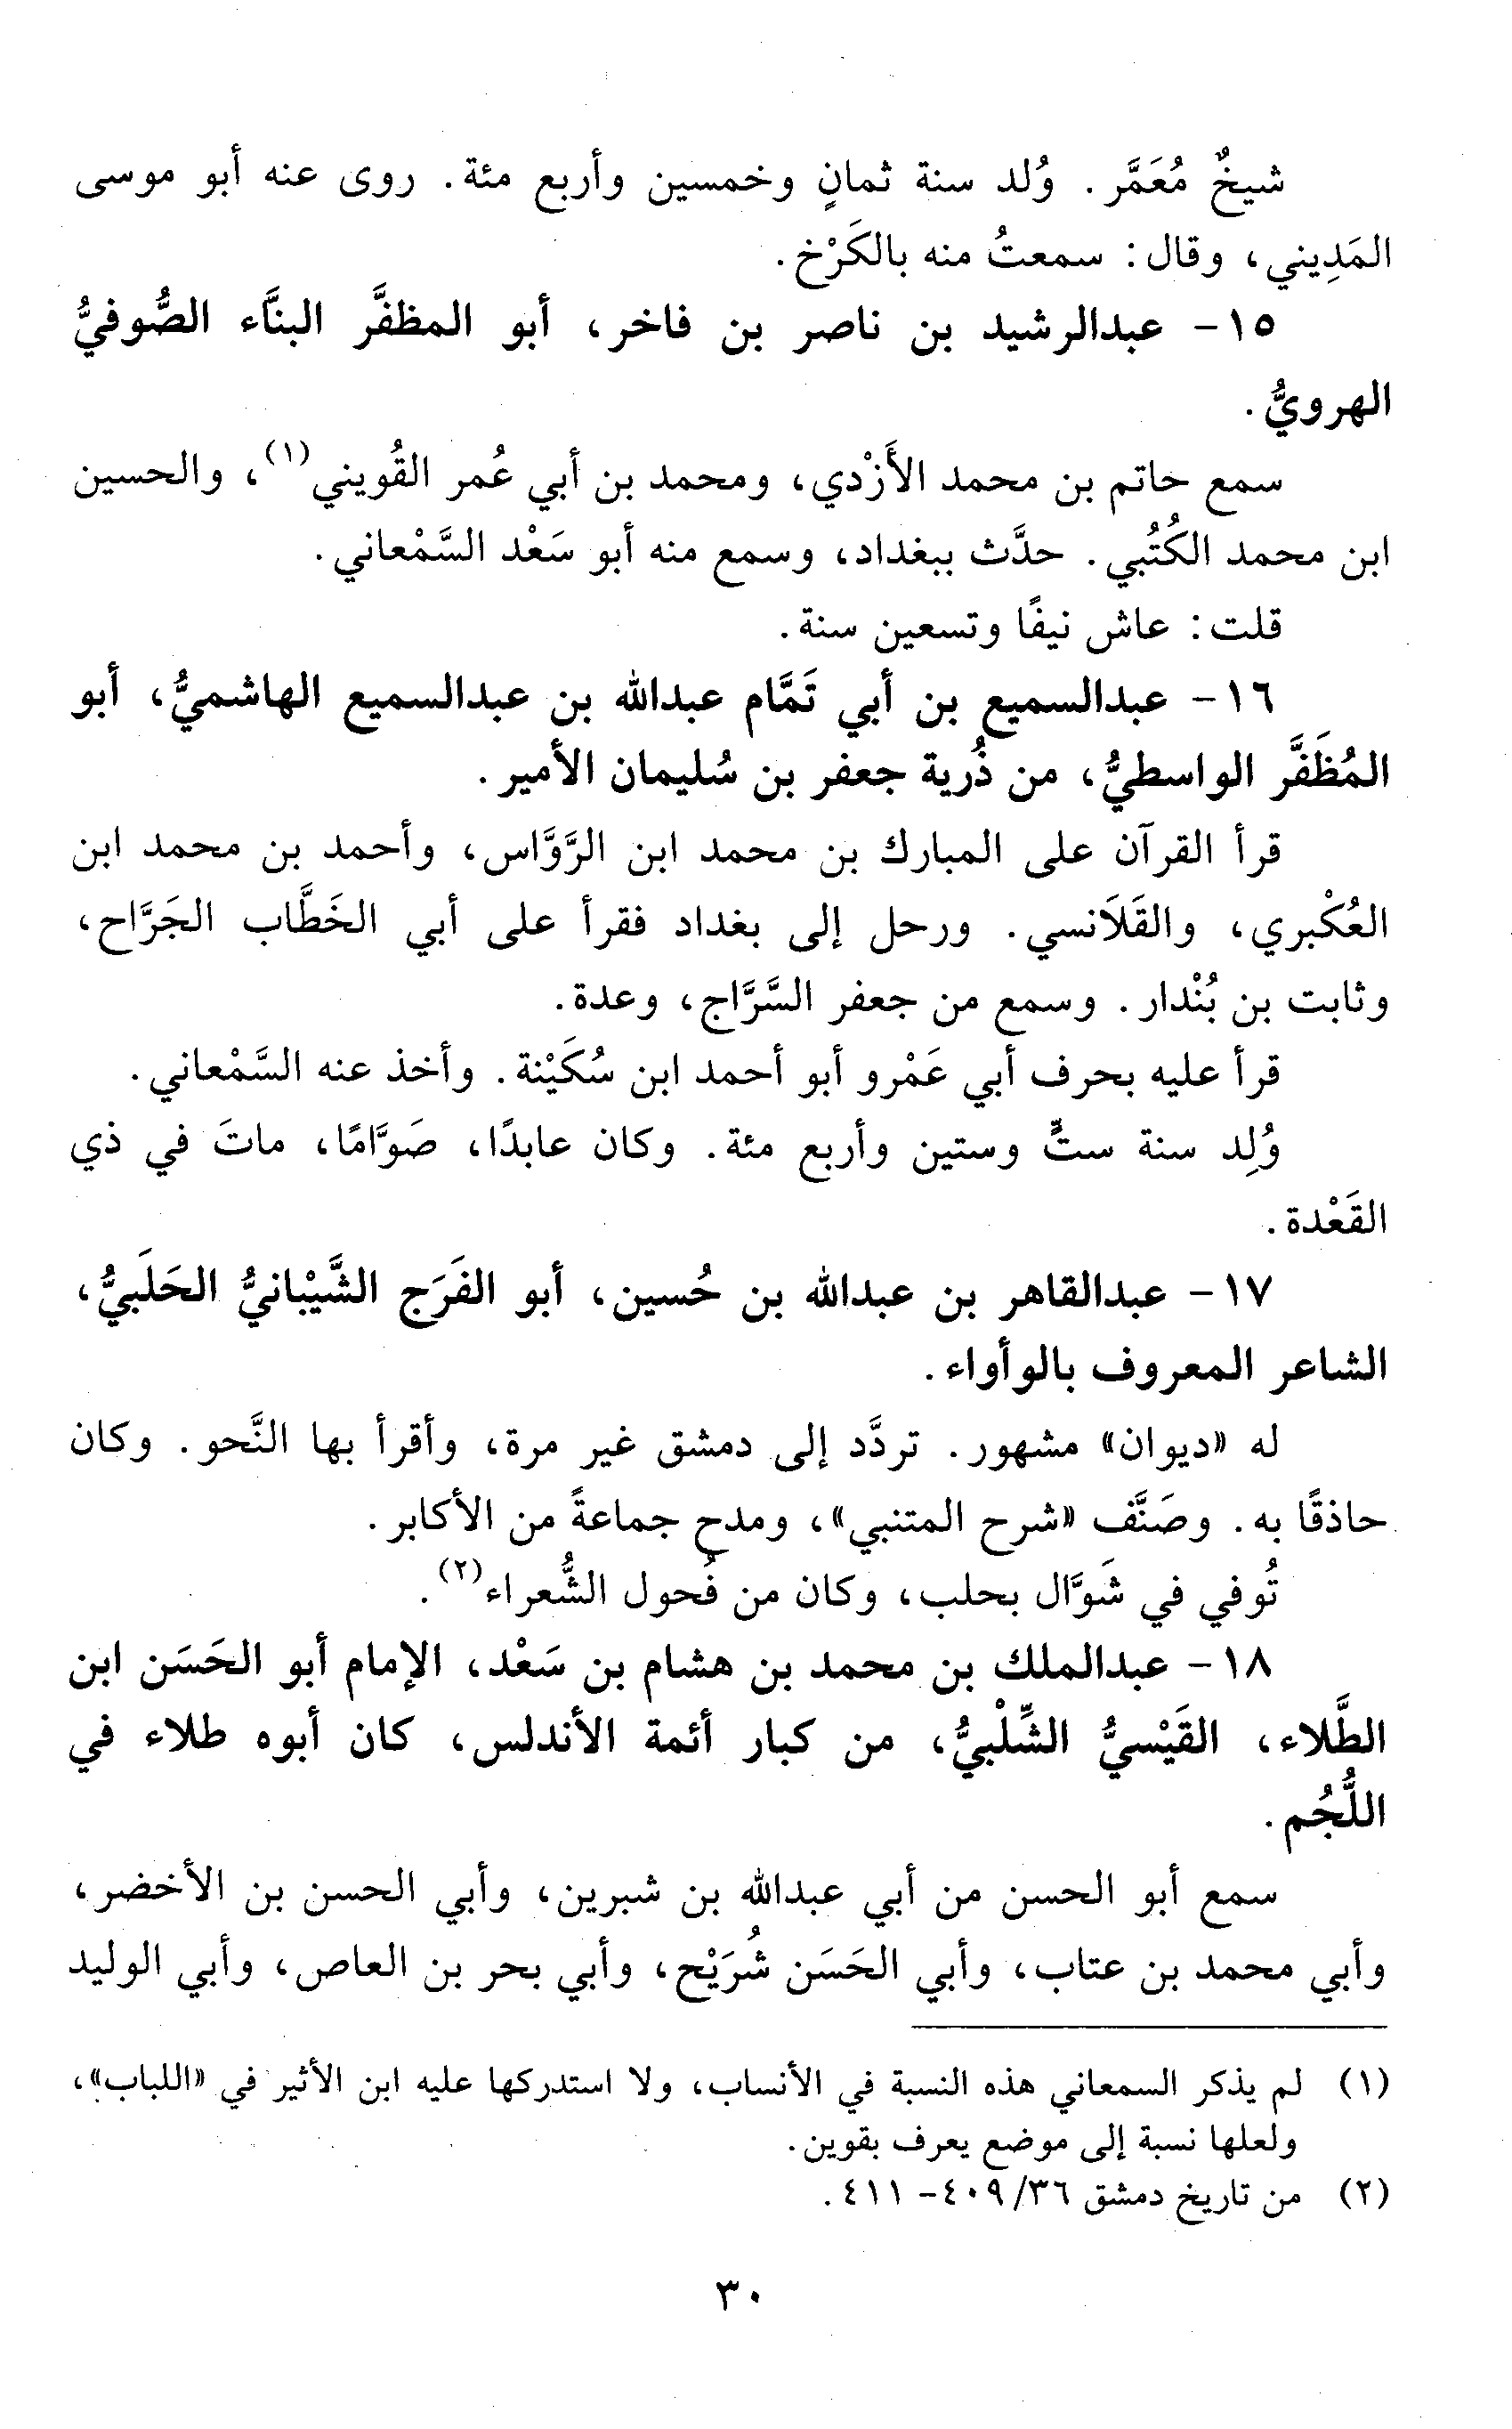 شيخٌ مُعَمَّر. وُلد سنة ثمانٍ وخمسين وأربع مئة. روى عنه أبو موسى
المَدِيني، وقال: سمعتُ منه بالكَرْخ.
١٥- عبدالرشيد بن ناصر بن فاخر، أبو المظفَّر البنَّاء الصُّوفيُّ
الهرويُّ.
سمع حاتم بن محمد الأَزْدي، ومحمد بن أبي عُمر القُويني(١)، والحسين
ابن محمد الكُتُبي. حدَّث ببغداد، وسمع منه أبو سَعْد السَّمْعاني.
قلت: عاش نيفًا وتسعين سنة.
١٦- عبدالسميع بن أبي تَمَّام عبدالله بن عبدالسميع الهاشميُّ، أبو
المُظَفَّر الواسطيُّ، من ذُرية جعفر بن سُليمان الأمير.
قرأ القرآن على المبارك بن محمد ابن الرَّوَّاس، وأحمد بن محمد ابن
العُكْبري، والقَلَانسي. ورحل إلى بغداد فقرأ على أبي الخَطَّاب الجَرَّاح،
وثابت بن بُنْدار. وسمع من جعفر السَّرَّاج، وعدة.
قرأ عليه بحرف أبي عَمْرو أبو أحمد ابن سُكَيْنة. وأخذ عنه السَّمْعاني.
وُلِد سنة ستٍّ وستين وأربع مئة. وكان عابدًا، صَوَّامًا، ماتَ في ذي
القَعْدة.
١٧- عبدالقاهر بن عبدالله بن حُسين، أبو الفَرَج الشَّيْبانيُّ الحَلَبيُّ،
الشاعر المعروف بالوأواء.
له «ديوان» مشهور. تردَّد إلى دمشق غير مرة، وأقرأ بها النَّحو. وكان
حاذقًا به. وصَنَّف «شرح المتنبي»، ومدح جماعةً من الأكابر.
تُوفي في شَوَّال بحلب، وكان من فُحول الشُّعراء(٢).
١٨- عبدالملك بن محمد بن هشام بن سَعْد، الإمام أبو الحَسَن ابن
الطَّلاء، القَيْسيُّ الشِّلْبيُّ، من كبار أئمة الأندلس، كان أبوه طلاء في
اللُّجُم.
سمع أبو الحسن من أبي عبدالله بن شبرين، وأبي الحسن بن الأخضر،
وأبي محمد بن عتاب، وأبي الحَسَن شُرَيْح، وأبي بحر بن العاص، وأبي الوليد
(١) لم يذكر السمعاني هذه النسبة في الأنساب، ولا استدركها عليه ابن الأثير في «اللباب»،
ولعلها نسبة إلى موضع يعرف بقوين.
(٢) من تاريخ دمشق ٣٦/ ٤٠٩- ٤١١.
٣٠